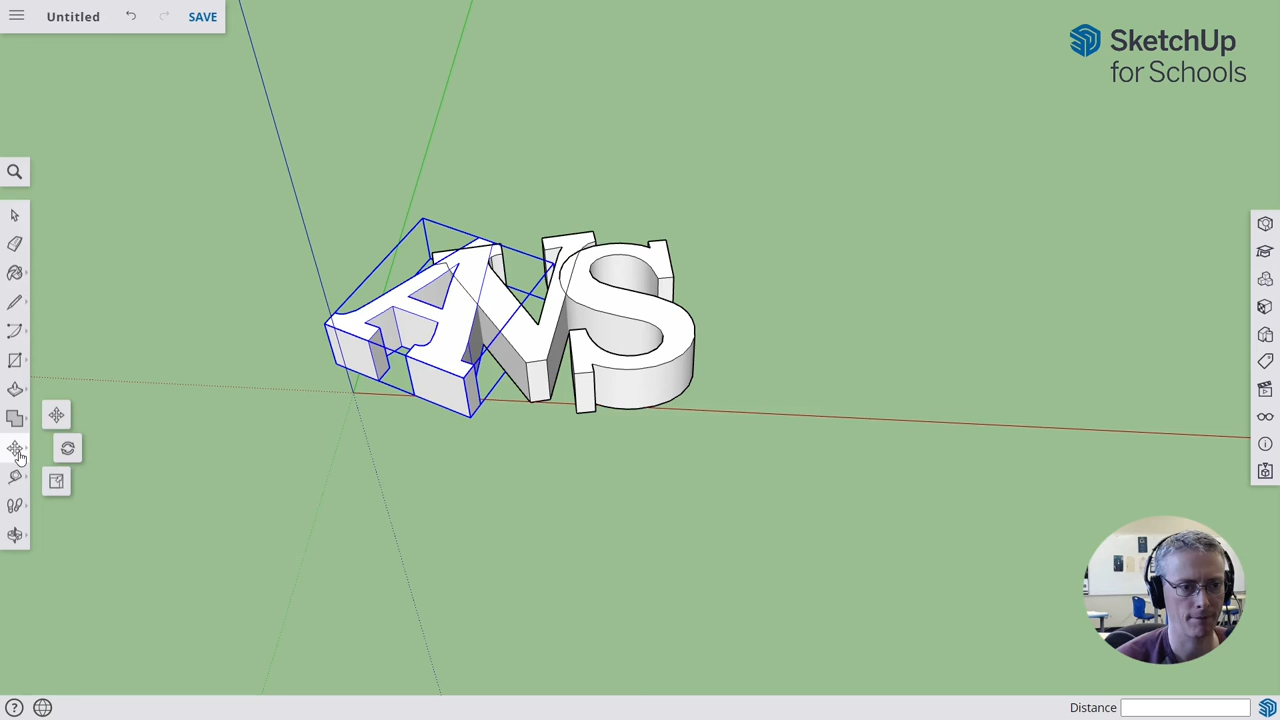 Untitled
SAVE
SketchUp
for Schools
AVS
Distance